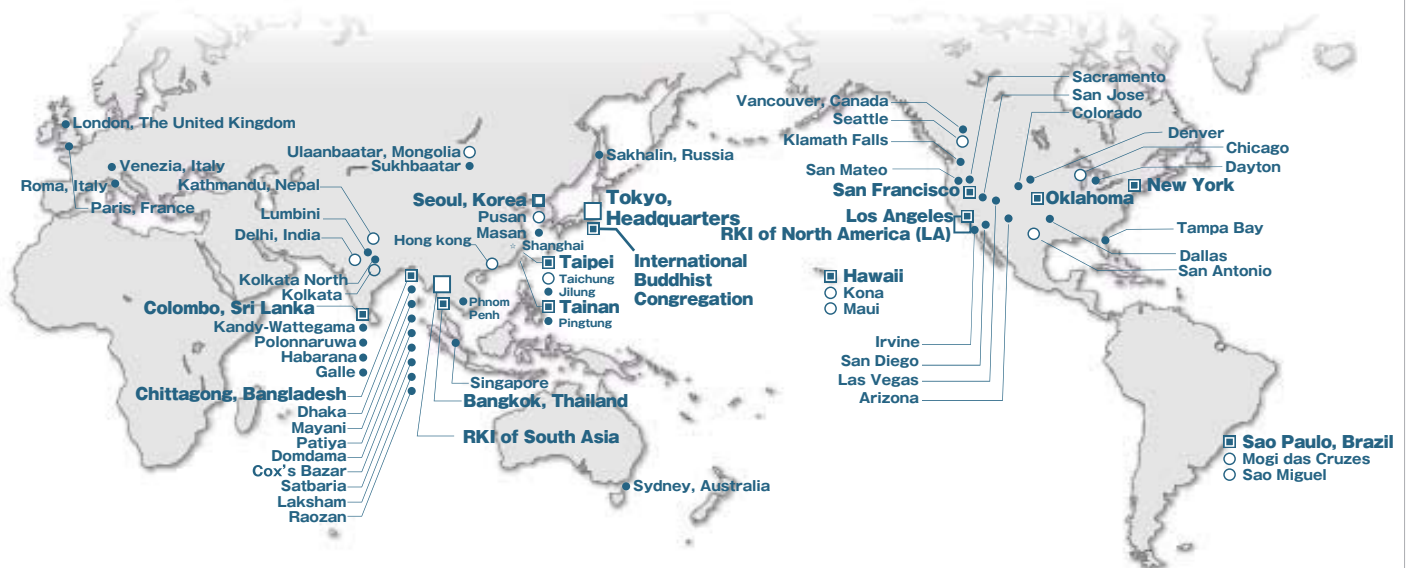 London, The United Kingdom
Venezia, Italy
Roma, Italy
Paris, France
Ulaanbaatar, Mongolia
Sukhbaatar
Kathmandu, Nepal
Lumbini
Delhi, India
Kolkata North
Kolkata
Colombo, Sri Lanka
Kandy-Wattegama
Polonnaruwa
Habarana
Galle
Chittagong, Bangladesh
Dhaka
Mayani
Patiya
Domdama
Cox's Bazar
Satbaria
Laksham
Raozan
Seoul, Korea
Pusan
Masan
Hong kong
Shanghai
Sakhalin, Russia
Tokyo,
Headquarters
International
Buddhist
Congregation
Taipei
Taichung
Jilung
Tainan
Pingtung
Phnom
Penh
Singapore
Bangkok, Thailand
RKI of South Asia
Sydney, Australia
Vancouver, Canada
Seattle
Klamath Falls
San Mateo
San Francisco
Los Angeles
RKI of North America (LA)
Hawaii
Kona
Maui
Irvine
San Diego
Las Vegas
Arizona
Sacramento
San Jose
Colorado
Denver
Chicago
Dayton
New York
Oklahoma
Tampa Bay
Dallas
San Antonio
Sao Paulo, Brazil
Mogi das Cruzes
Sao Miguel